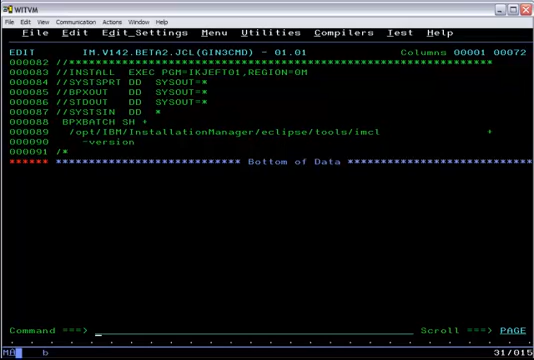 WITVM
File Edit View Communication Actions Window Help
File Edit Edit_Settings Menu Utilities Compilers Test Help
EDIT IM.V142.BETA2.JCL(GIN3CMD) - 01.01 Columns 00001 00072
000082 //*********************************************************************
000083 //INSTALL EXEC PGM=IKJEFT01,REGION=0M
000084 //SYSTSPRT DD SYSOUT=*
000085 //BPXOUT DD SYSOUT=*
000086 //STDOUT DD SYSOUT=*
000087 //SYSTSIN DD *
000088 BPXBATCH SH +
000089 /opt/IBM/InstallationManager/eclipse/tools/imcl +
000090 -version
000091 /*
****** **************************** Bottom of Data ****************************
Command ===> Scroll ===> PAGE
b 31/015